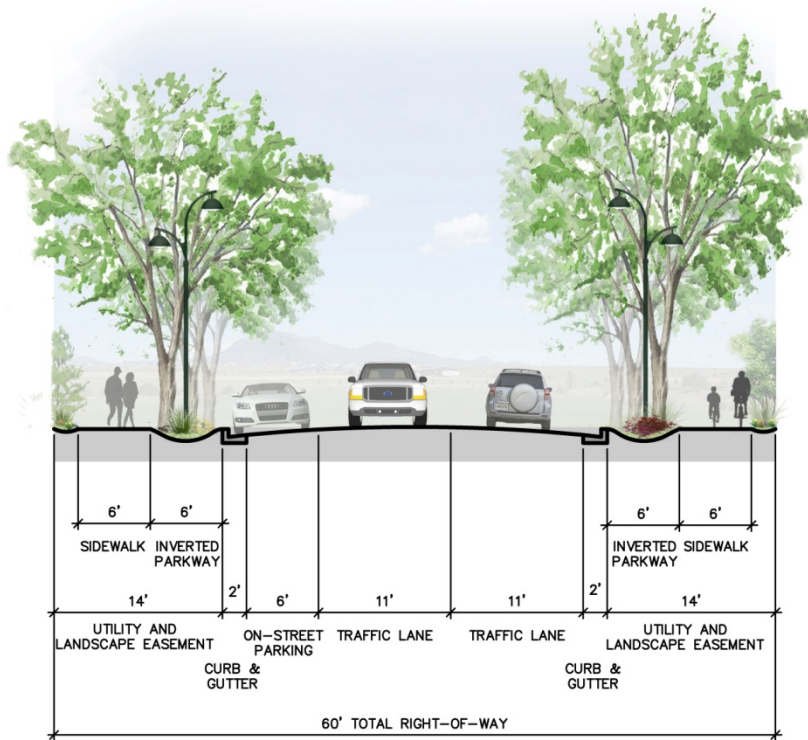 6' 6' 6' 6'
SIDEWALK INVERTED PARKWAY INVERTED PARKWAY SIDEWALK
14' 2' 6' 11' 11' 2' 14'
UTILITY AND
LANDSCAPE EASEMENT
CURB &
GUTTER
ON-STREET
PARKING
TRAFFIC LANE
TRAFFIC LANE
CURB &
GUTTER
UTILITY AND
LANDSCAPE EASEMENT
60' TOTAL RIGHT-OF-WAY